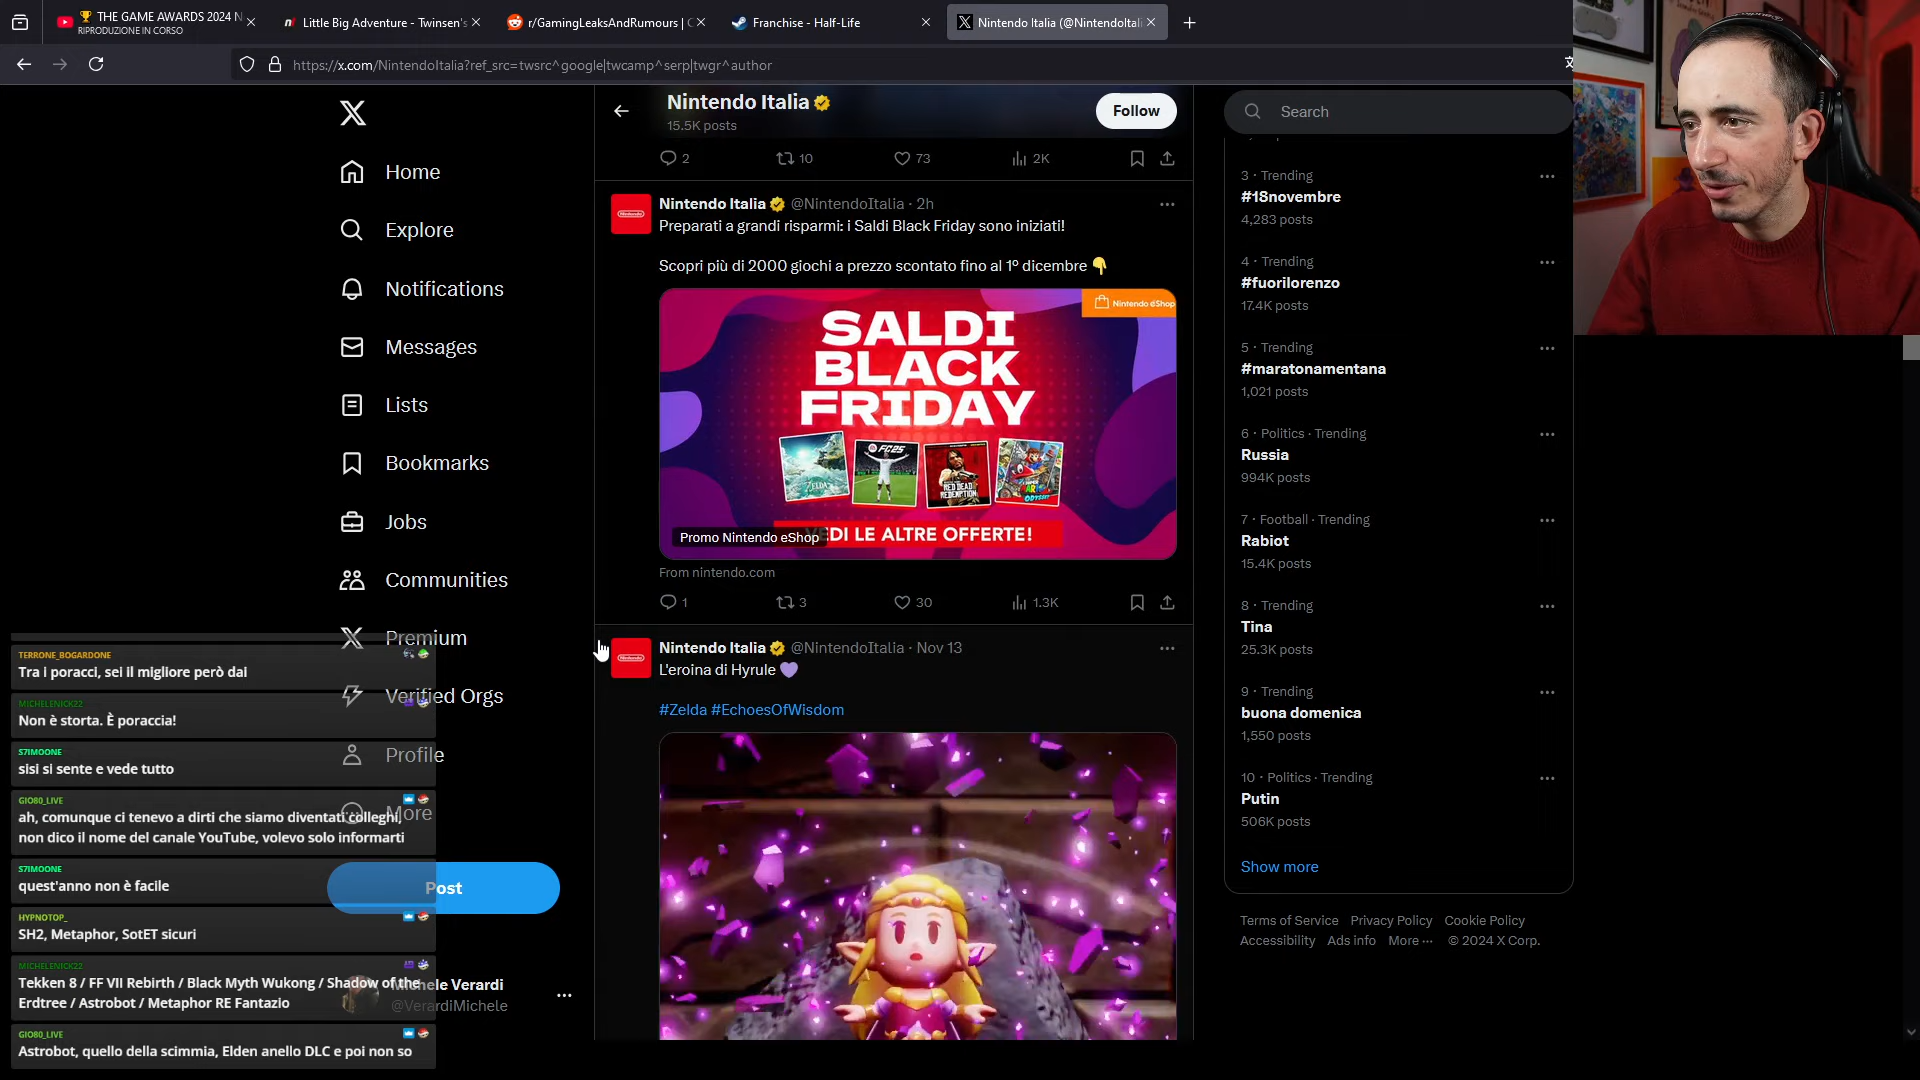 THE GAME AWARDS 2024 N
RIPRODUZIONE IN CORSO
Little Big Adventure - Twinsen's
r/GamingLeaksAndRumours | C
Franchise - Half-Life
Nintendo Italia (@NintendoItali
https://x.com/NintendoItalia?ref_src=twsrc^google|twcamp^serp|twgr^author
Home
Explore
Notifications
Messages
Lists
Bookmarks
Jobs
Communities
Premium
Verified Orgs
Profile
More
Post
Michele Verardi
@VerardiMichele
TERRONE_BOGARDONE
Tra i poracci, sei il migliore però dai
MICHELENICK22
Non è storta. È poraccia!
S7IMOONE
sisi si sente e vede tutto
GIO80_LIVE
ah, comunque ci tenevo a dirti che siamo diventati colleghi,
non dico il nome del canale YouTube, volevo solo informarti
S7IMOONE
quest'anno non è facile
HYPNOTOP_
SH2, Metaphor, SotET sicuri
MICHELENICK22
Tekken 8 / FF VII Rebirth / Black Myth Wukong / Shadow of the
Erdtree / Astrobot / Metaphor RE Fantazio
GIO80_LIVE
Astrobot, quello della scimmia, Elden anello DLC e poi non so
Nintendo Italia
15.5K posts
Follow
2 10 73 2K
Nintendo Italia @NintendoItalia · 2h
Preparati a grandi risparmi: i Saldi Black Friday sono iniziati!
Scopri più di 2000 giochi a prezzo scontato fino al 1º dicembre
Nintendo eShop
SALDI
BLACK
FRIDAY
ZELDA
FC25
RED DEAD
REDEMPTION
ODYSSEY
EDI LE ALTRE OFFERTE!
Promo Nintendo eShop
From nintendo.com
1 3 30 1.3K
Nintendo Italia @NintendoItalia · Nov 13
L'eroina di Hyrule
#Zelda #EchoesOfWisdom
Search
3 · Trending
#18novembre
4,283 posts
4 · Trending
#fuorilorenzo
17.4K posts
5 · Trending
#maratonamentana
1,021 posts
6 · Politics · Trending
Russia
994K posts
7 · Football · Trending
Rabiot
15.4K posts
8 · Trending
Tina
25.3K posts
9 · Trending
buona domenica
1,550 posts
10 · Politics · Trending
Putin
506K posts
Show more
Terms of Service Privacy Policy Cookie Policy
Accessibility Ads info More ··· © 2024 X Corp.